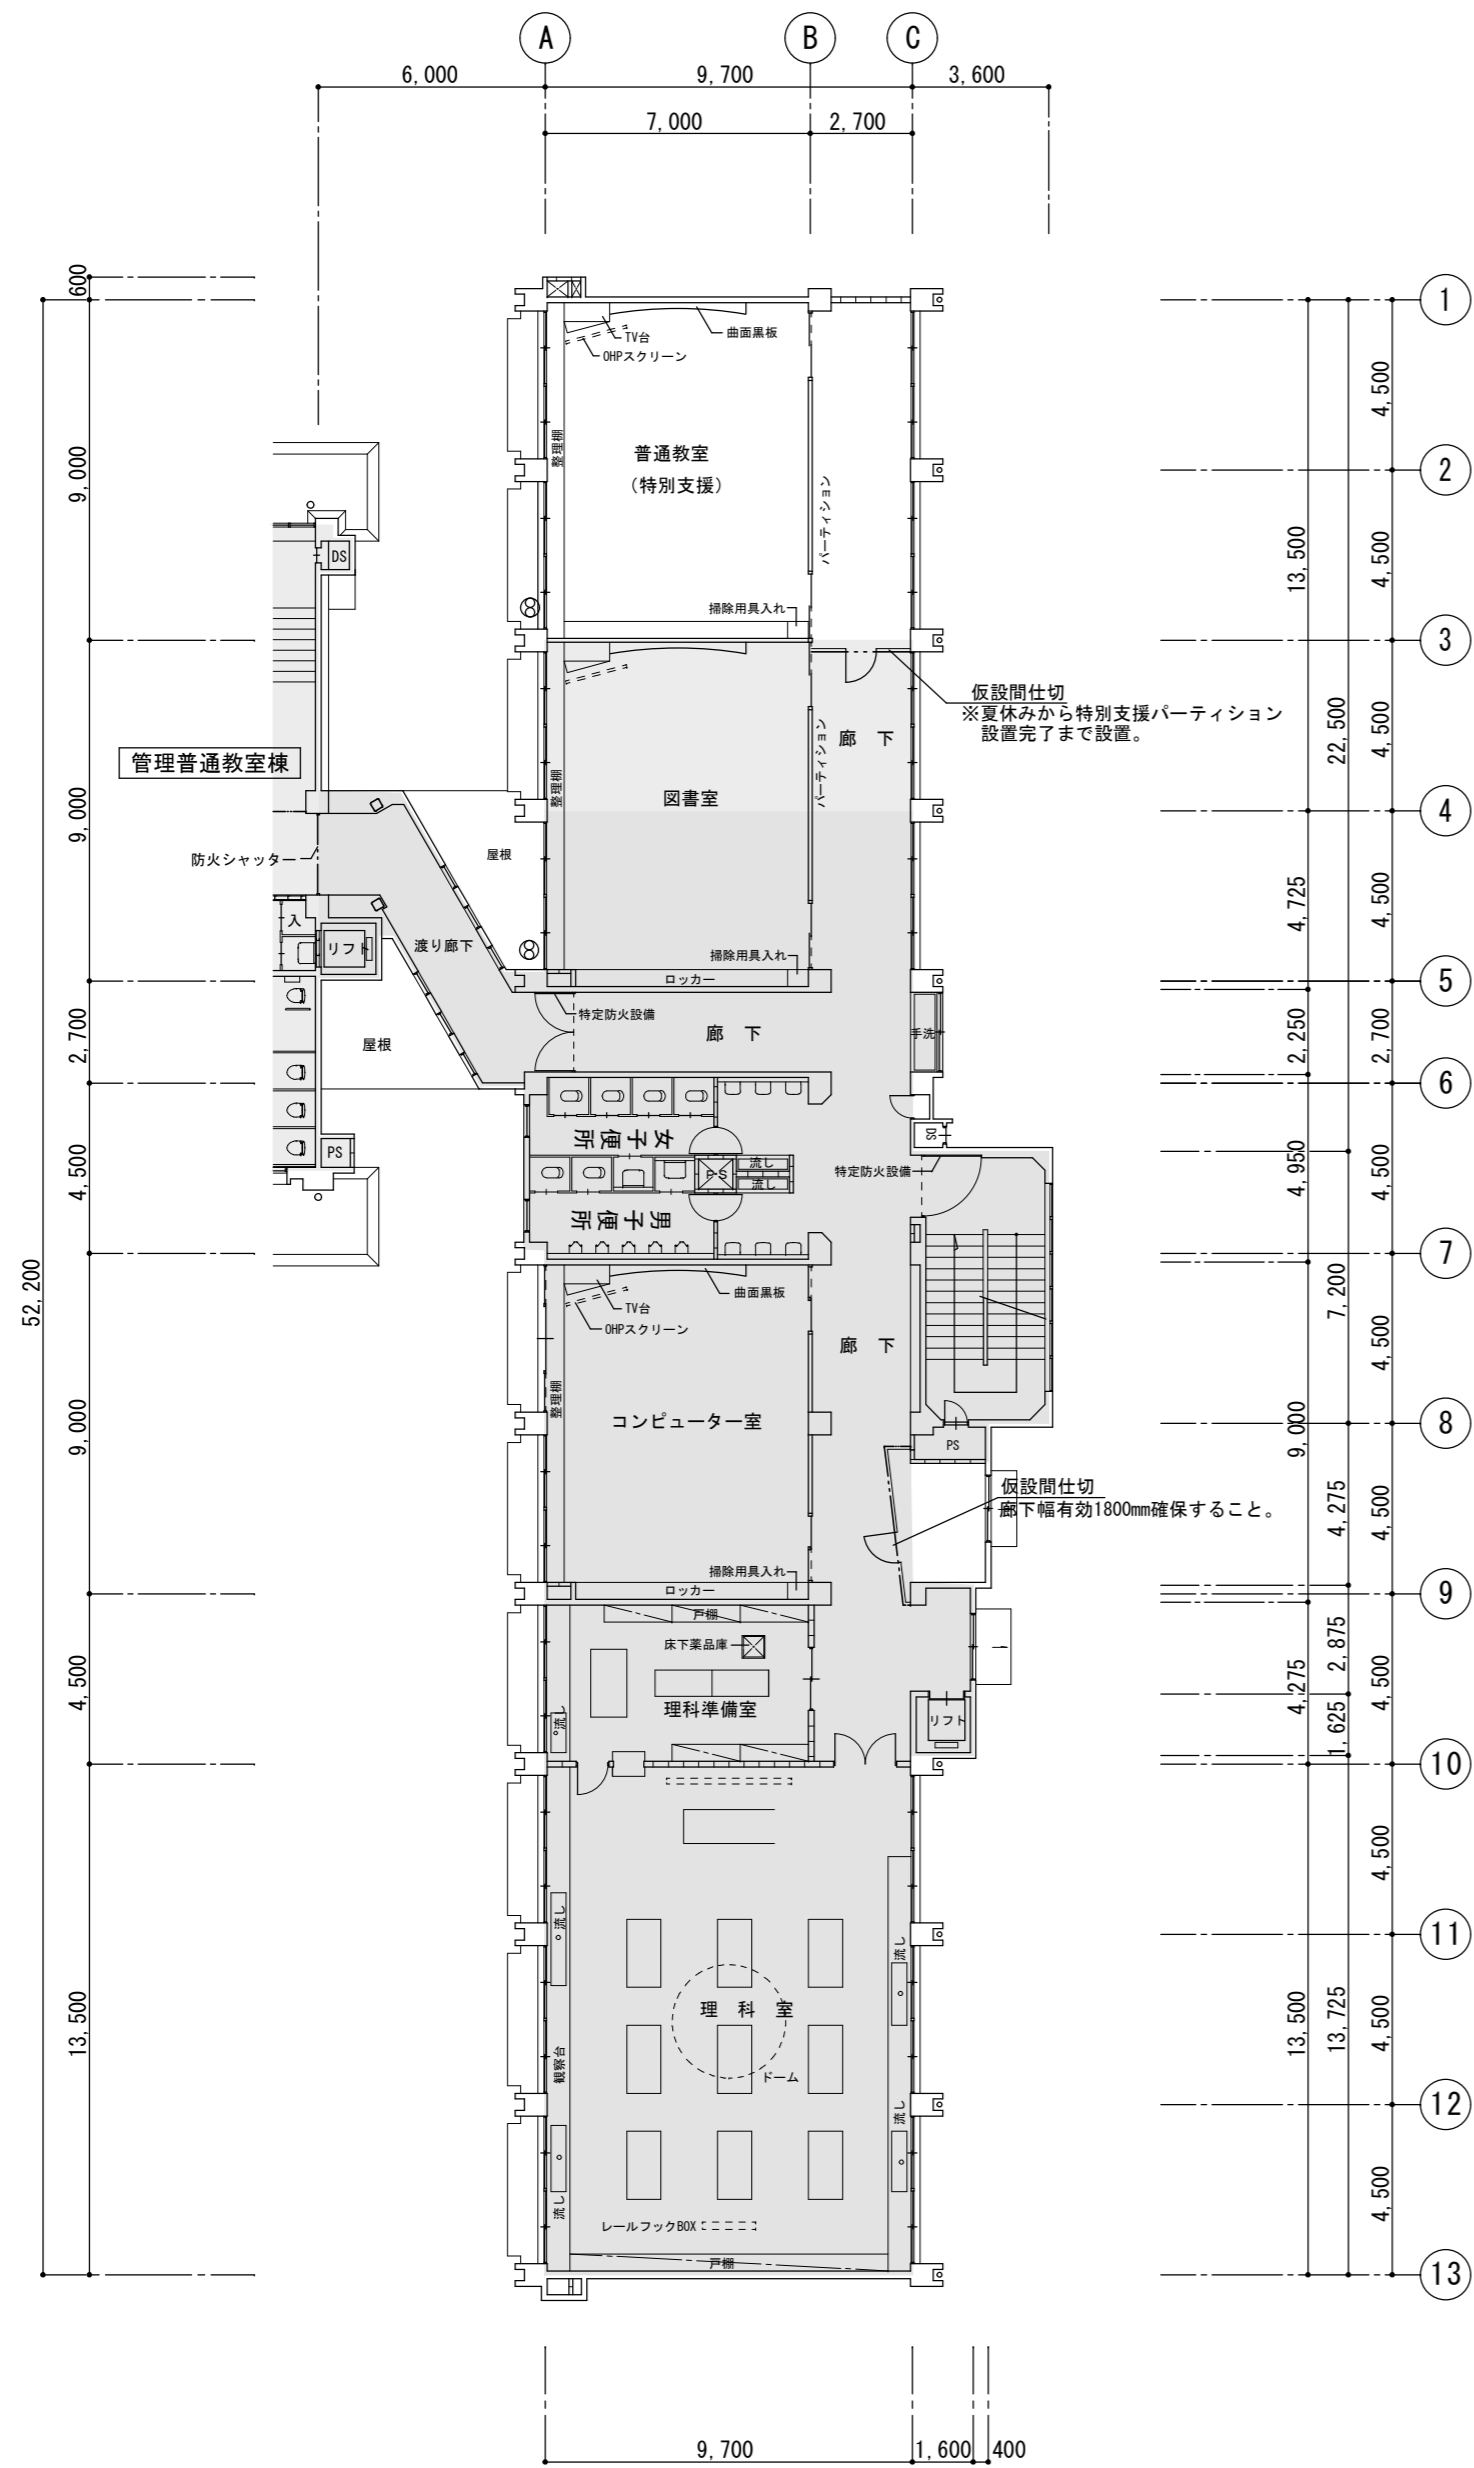 A
B
C
6,000
9,700
3,600
7,000
2,700
600
1
TV台
曲面黒板
OHPスクリーン
4,500
9,000
整理棚
普通教室
(特別支援)
2
パーティション
DS
13,500
4,500
掃除用具入れ
3
仮設間仕切
※夏休みから特別支援パーティション
設置完了まで設置。
22,500
4,500
管理普通教室棟
廊 下
パーティション
整理棚
図書室
9,000
4
防火シャッター
屋根
入
リフト
渡り廊下
4,725
4,500
掃除用具入れ
ロッカー
5
特定防火設備
廊 下
手洗
2,700
屋根
2,250
2,700
6
女子便所
DS
PS
流し
PS
流し
特定防火設備
4,500
4,950
4,500
男子便所
7
52,200
曲面黒板
TV台
OHPスクリーン
廊 下
7,200
4,500
整理棚
コンピューター室
9,000
8
9,000
PS
仮設間仕切
廊下幅有効1800mm確保すること。
4,275
4,500
掃除用具入れ
ロッカー
9
戸棚
床下薬品庫
2,875
4,500
4,275
4,500
理科準備室
流し
リフト
1,625
10
4,500
流し
11
流し
理 科 室
13,500
13,500
13,725
4,500
観察台
ドーム
12
流し
流し
4,500
レールフックBOX
戸棚
13
9,700
1,600
400